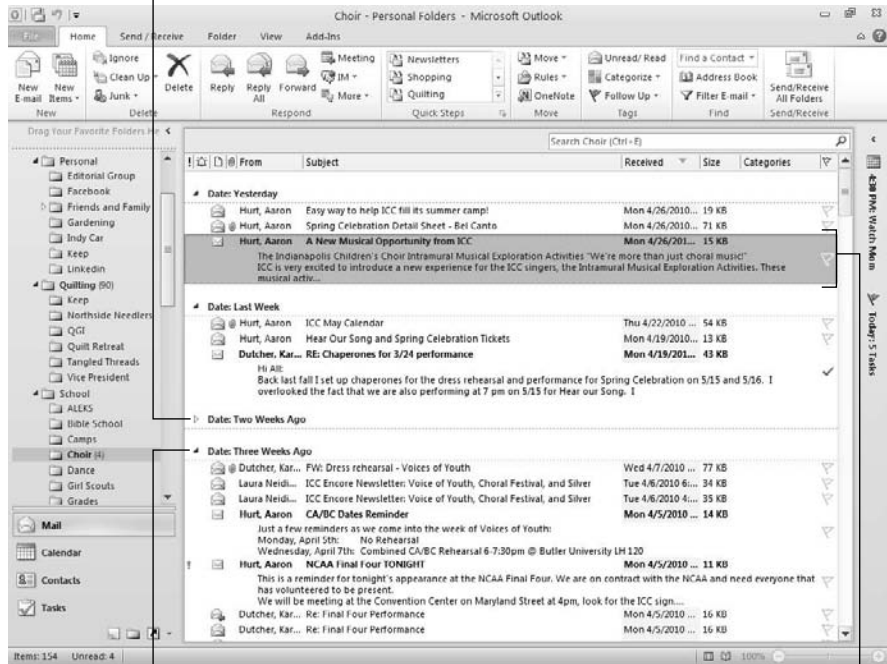 Choir - Personal Folders - Microsoft Outlook
File Home Send / Receive Folder View Add-Ins
New E-mail
New Items
New
Ignore
Clean Up
Junk
Delete
Delete
Reply
Reply All
Forward
Meeting
IM
More
Respond
Newsletters
Shopping
Quilting
Quick Steps
Move
Rules
OneNote
Move
Unread/ Read
Categorize
Follow Up
Tags
Find a Contact
Address Book
Filter E-mail
Find
Send/Receive All Folders
Send/Receive
Drag Your Favorite Folders He
Personal
Editorial Group
Facebook
Friends and Family
Gardening
Indy Car
Keep
Linkedin
Quilting (90)
Keep
Northside Needlers
QGI
Quilt Retreat
Tangled Threads
Vice President
School
ALEKS
Bible School
Camps
Choir (4)
Dance
Girl Scouts
Grades
Mail
Calendar
Contacts
Tasks
Search Choir (Ctrl+E)
From Subject Received Size Categories
Date: Yesterday
Hurt, Aaron Easy way to help ICC fill its summer camp! Mon 4/26/2010... 19 KB
Hurt, Aaron Spring Celebration Detail Sheet - Bel Canto Mon 4/26/2010... 71 KB
Hurt, Aaron A New Musical Opportunity from ICC Mon 4/26/201... 15 KB
The Indianapolis Children's Choir Intramural Musical Exploration Activities "We're more than just choral music!"
ICC is very excited to introduce a new experience for the ICC singers, the Intramural Musical Exploration Activities. These
musical activ...
Date: Last Week
Hurt, Aaron ICC May Calendar Thu 4/22/2010 ... 54 KB
Hurt, Aaron Hear Our Song and Spring Celebration Tickets Mon 4/19/2010... 13 KB
Dutcher, Kar... RE: Chaperones for 3/24 performance Mon 4/19/201... 43 KB
Hi All:
Back last fall I set up chaperones for the dress rehearsal and performance for Spring Celebration on 5/15 and 5/16. I
overlooked the fact that we are also performing at 7 pm on 5/15 for Hear our Song. I
Date: Two Weeks Ago
Date: Three Weeks Ago
Dutcher, Kar... FW: Dress rehearsal - Voices of Youth Wed 4/7/2010 ... 77 KB
Laura Neidi... ICC Encore Newsletter: Voice of Youth, Choral Festival, and Silver Tue 4/6/2010 6:... 34 KB
Laura Neidi... ICC Encore Newsletter: Voice of Youth, Choral Festival, and Silver Tue 4/6/2010 4:... 35 KB
Hurt, Aaron CA/BC Dates Reminder Mon 4/5/2010 ... 14 KB
Just a few reminders as we come into the week of Voices of Youth:
Monday, April 5th: No Rehearsal
Wednesday, April 7th: Combined CA/BC Rehearsal 6-7:30pm @ Butler University LH 120
Hurt, Aaron NCAA Final Four TONIGHT Mon 4/5/2010 ... 11 KB
This is a reminder for tonight's appearance at the NCAA Final Four. We are on contract with the NCAA and need everyone that
has volunteered to be present.
We will be meeting at the Convention Center on Maryland Street at 4pm, look for the ICC sign....
Dutcher, Kar... Re: Final Four Performance Mon 4/5/2010 ... 16 KB
Dutcher, Kar... Re: Final Four Performance Mon 4/5/2010 ... 16 KB
4:30 PM: Watch Mom
Today: 5 Tasks
Items: 154 Unread: 4
100%